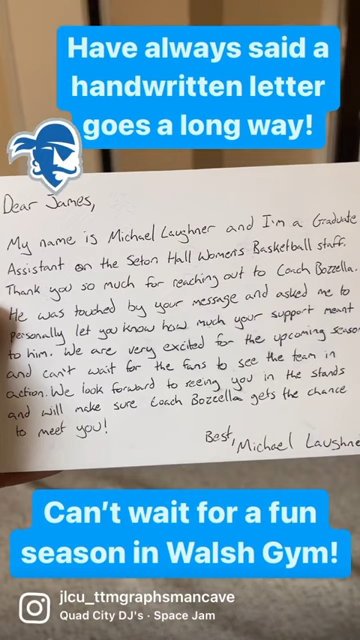 Have always said a
handwritten letter
goes a long way!
Dear James,
My name is Michael Laughner and I'm a Graduate
Assistant on the Seton Hall Women's Basketball staff.
Thank you so much for reaching out to Coach Bozzella.
He was touched by your message and asked me to
personally let you know how much your support meant
to him. We are very excited for the upcoming season
and can't wait for the fans to see the team in
action. We look forward to seeing you in the stands
and will make sure Coach Bozzella gets the chance
to meet you!
Best,
Michael Laughner
Can't wait for a fun
season in Walsh Gym!
jlcu_ttmgraphsmancave
Quad City DJ's · Space Jam